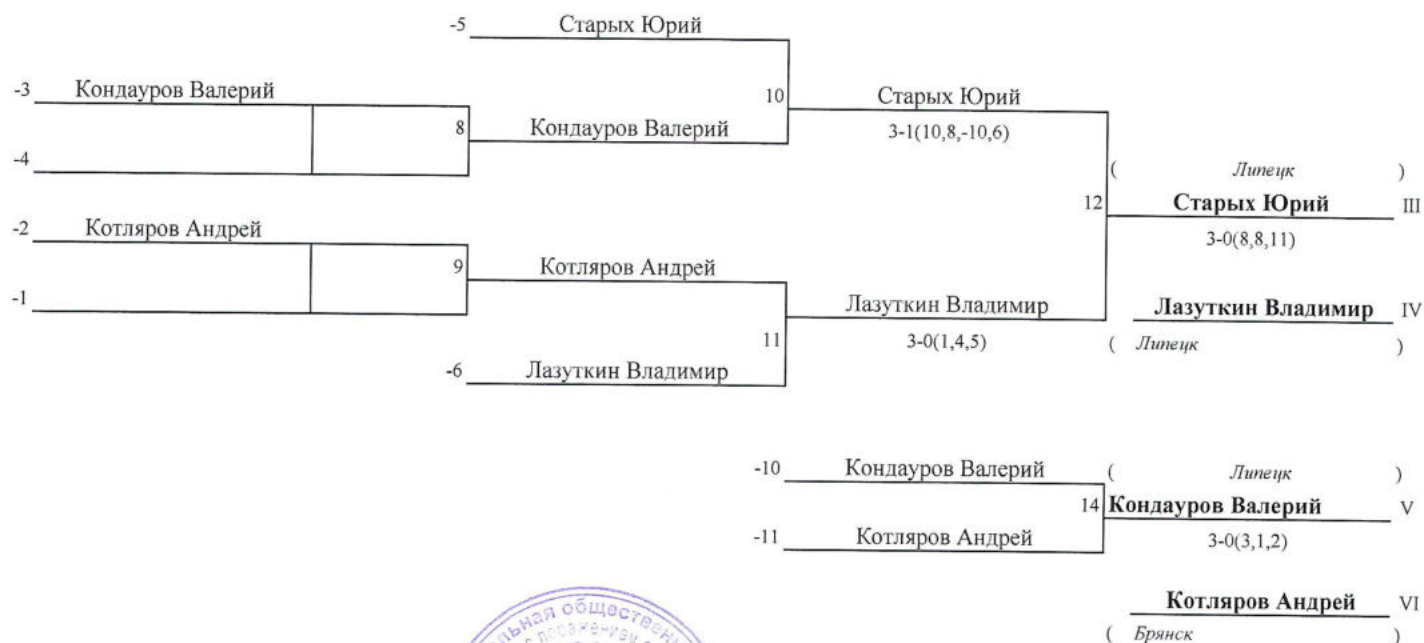 -5 Старых Юрий
-3 Кондауров Валерий
10 Старых Юрий
8 Кондауров Валерий
3-1(10,8,-10,6)
-4
( Липецк )
12 Старых Юрий III
-2 Котляров Андрей
3-0(8,8,11)
9 Котляров Андрей
-1
Лазуткин Владимир
Лазуткин Владимир IV
11
3-0(1,4,5)
( Липецк )
-6 Лазуткин Владимир
-10 Кондауров Валерий
( Липецк )
14 Кондауров Валерий V
-11 Котляров Андрей
3-0(3,1,2)
Котляров Андрей VI
( Брянск )